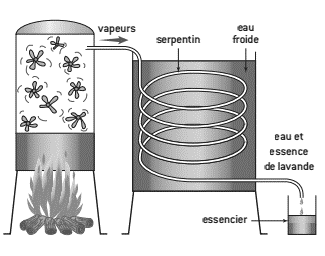 vapeurs
serpentin
eau
froide
eau et
essence
de lavande
essencier